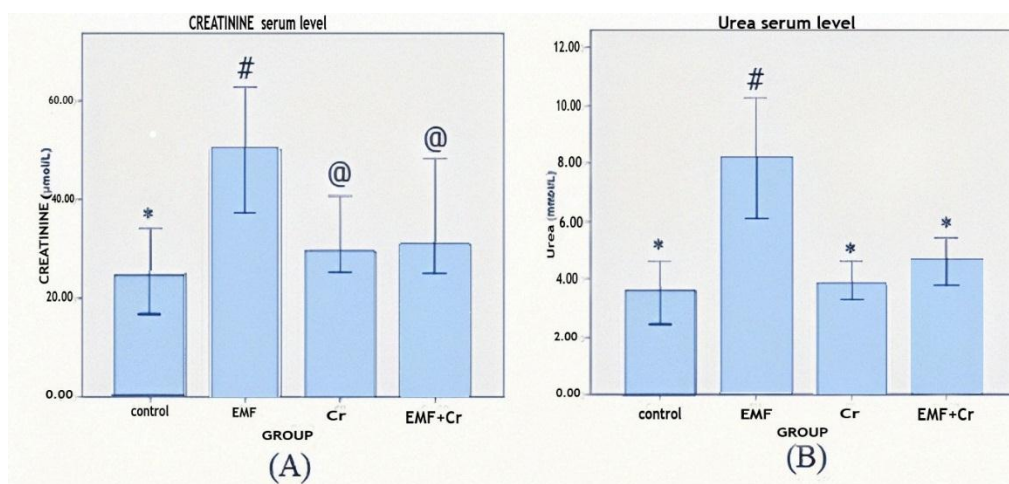 CREATININE serum level
CREATININE (µmol/L)
60.00
40.00
20.00
0.00
*
#
@
@
control
EMF
Cr
EMF+Cr
GROUP
(A)
Urea serum level
Urea (mmol/L)
12.00
10.00
8.00
6.00
4.00
2.00
0.00
*
#
*
*
control
EMF
Cr
EMF+Cr
GROUP
(B)